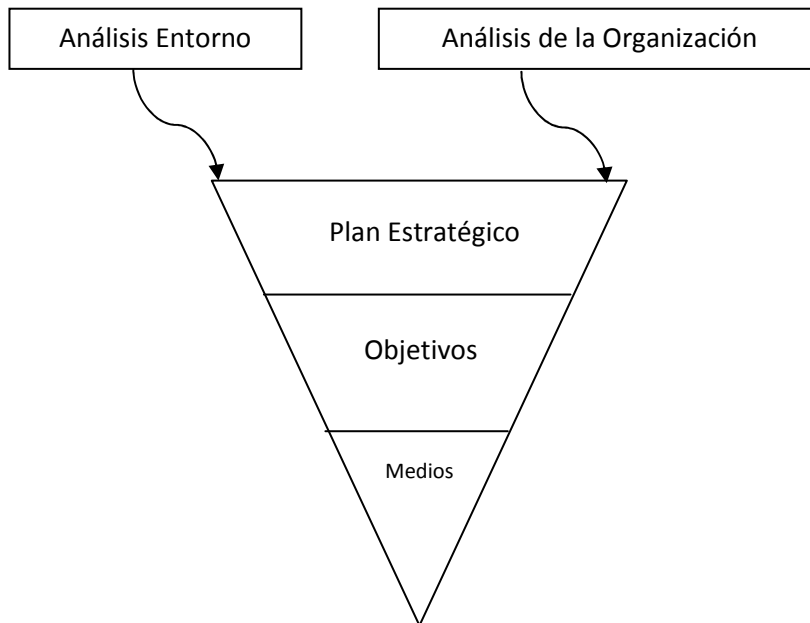 Análisis Entorno
Análisis de la Organización
Plan Estratégico
Objetivos
Medios